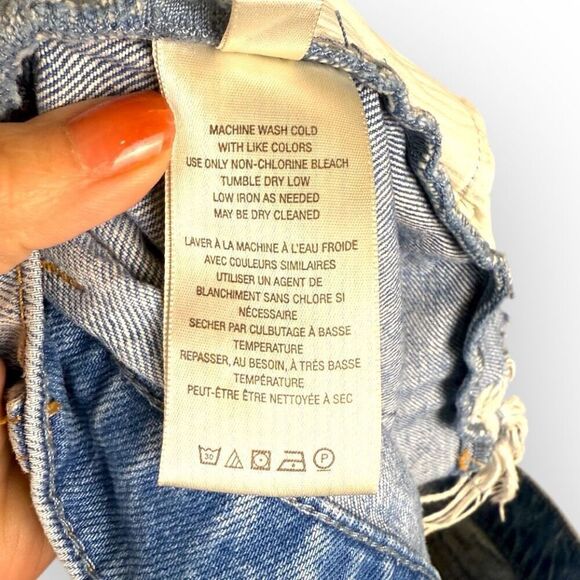 MACHINE WASH COLD
WITH LIKE COLORS
USE ONLY NON-CHLORINE BLEACH
TUMBLE DRY LOW
LOW IRON AS NEEDED
MAY BE DRY CLEANED
LAVER À LA MACHINE À L'EAU FROIDE
AVEC COULEURS SIMILAIRES
UTILISER UN AGENT DE
BLANCHIMENT SANS CHLORE SI
NÉCESSAIRE
SECHER PAR CULBUTAGE À BASSE
TEMPERATURE
REPASSER, AU BESOIN, À TRÈS BASSE
TEMPÉRATURE
PEUT-ÊTRE ÊTRE NETTOYÉE À SEC
30 P